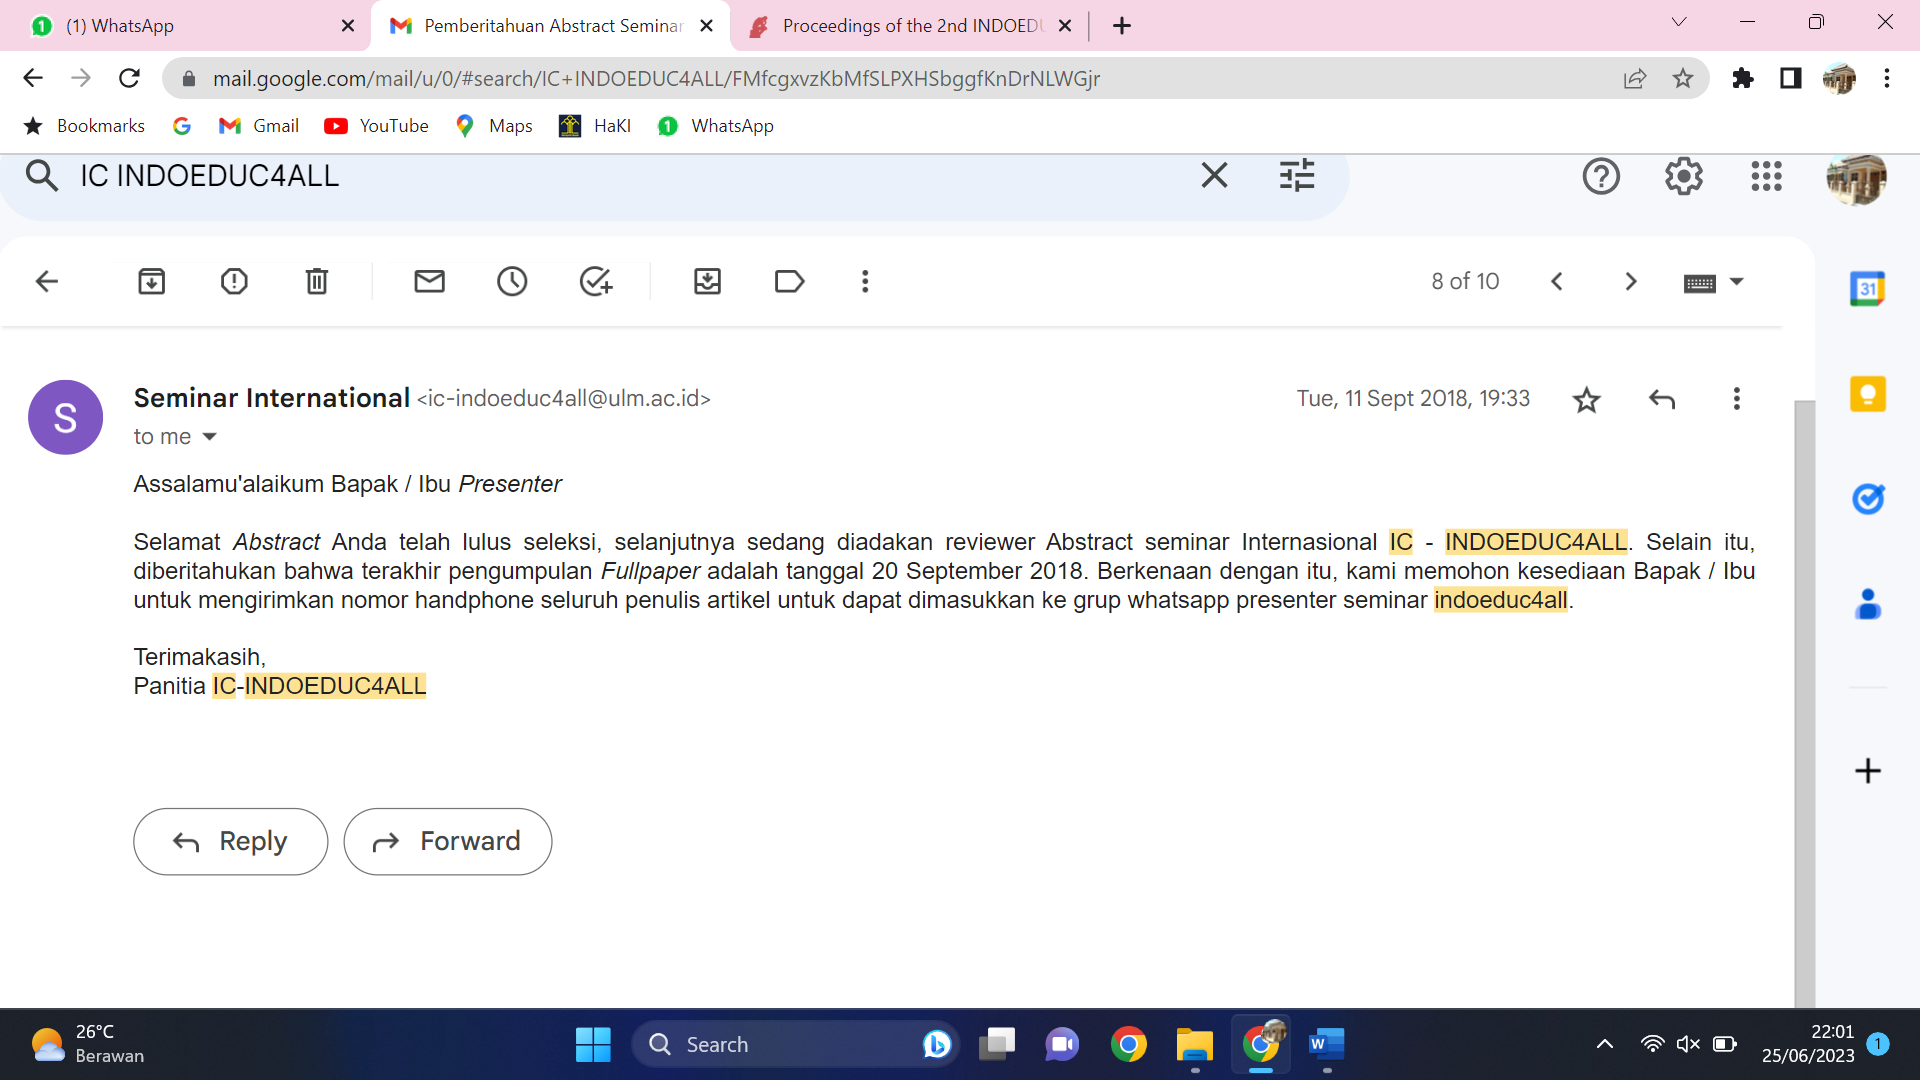 (1) WhatsApp
Pemberitahuan Abstract Seminar
Proceedings of the 2nd INDOEDU
mail.google.com/mail/u/0/#search/IC+INDOEDUC4ALL/FMfcgxvzKbMfSLPXHSbggfKnDrNLWGjr
Bookmarks
Gmail
YouTube
Maps
HaKI
1
WhatsApp
IC INDOEDUC4ALL
8 of 10
31
S
Seminar International <ic-indoeduc4all@ulm.ac.id>
Tue, 11 Sept 2018, 19:33
to me
Assalamu'alaikum Bapak / Ibu Presenter
Selamat Abstract Anda telah lulus seleksi, selanjutnya sedang diadakan reviewer Abstract seminar Internasional IC - INDOEDUC4ALL. Selain itu,
diberitahukan bahwa terakhir pengumpulan Fullpaper adalah tanggal 20 September 2018. Berkenaan dengan itu, kami memohon kesediaan Bapak / Ibu
untuk mengirimkan nomor handphone seluruh penulis artikel untuk dapat dimasukkan ke grup whatsapp presenter seminar indoeduc4all.
Terimakasih,
Panitia IC-INDOEDUC4ALL
Reply
Forward
26°C
Berawan
Search
W
22:01
25/06/2023
1